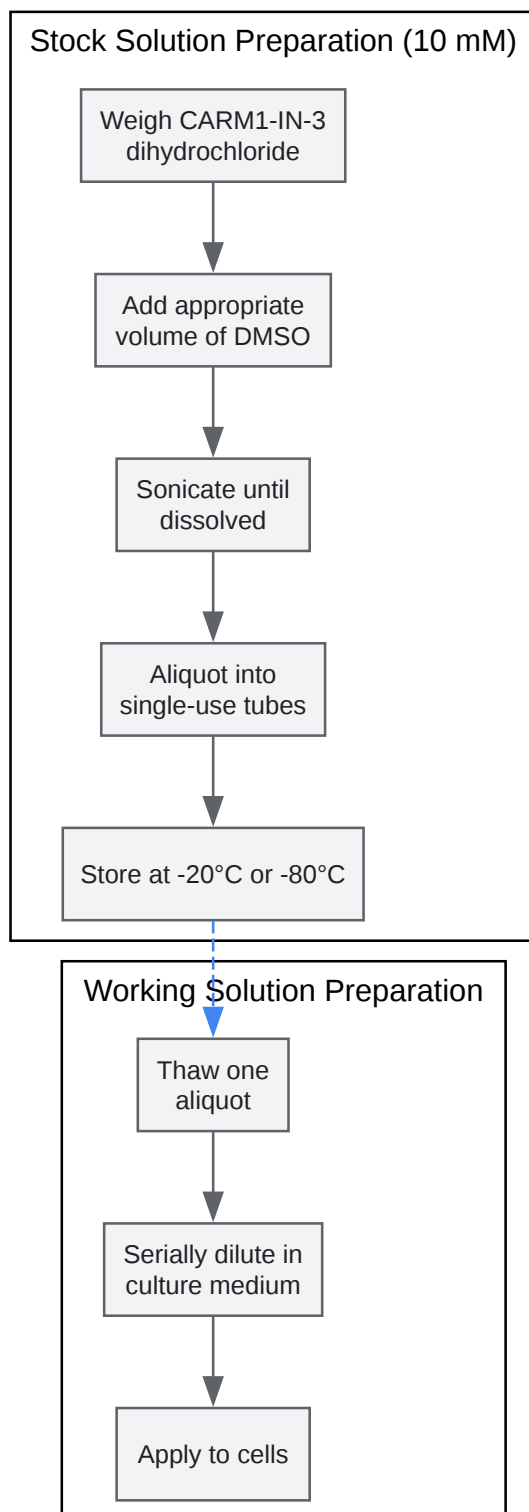 Stock Solution Preparation (10 mM)
Weigh CARM1-IN-3
dihydrochloride
Add appropriate
volume of DMSO
Sonicate until
dissolved
Aliquot into
single-use tubes
Store at -20°C or -80°C
Working Solution Preparation
Thaw one
aliquot
Serially dilute in
culture medium
Apply to cells